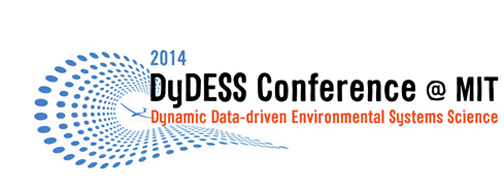 2014
DyDESS Conference @ MIT
Dynamic Data-driven Environmental Systems Science